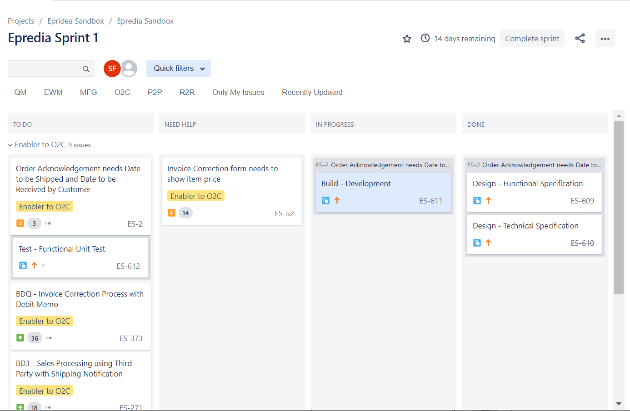 Projects / Epridea Sandbox / Epredia Sandbox
Epredia Sprint 1
14 days remaining
Complete sprint
SF
Quick filters
QM
EWM
MFG
O2C
P2P
R2R
Only My Issues
Recently Updated
TO DO
NEED HELP
IN PROGRESS
DONE
Enabler to O2C 9 issues
Order Acknowledgement needs Date
to be Shipped and Date to be
Received by Customer
Enabler to O2C
3
ES-2
Test - Functional Unit Test
ES-612
BDQ - Invoice Correction Process with
Debit Memo
Enabler to O2C
36
ES-373
BD3 - Sales Processing using Third
Party with Shipping Notification
Enabler to O2C
18
ES-271
Invoice Correction form needs to
show item price
Enabler to O2C
14
ES-52
ES-2 Order Acknowledgement needs Date to...
Build - Development
ES-611
ES-2 Order Acknowledgement needs Date to...
Design - Functional Specification
ES-609
Design - Technical Specification
ES-610